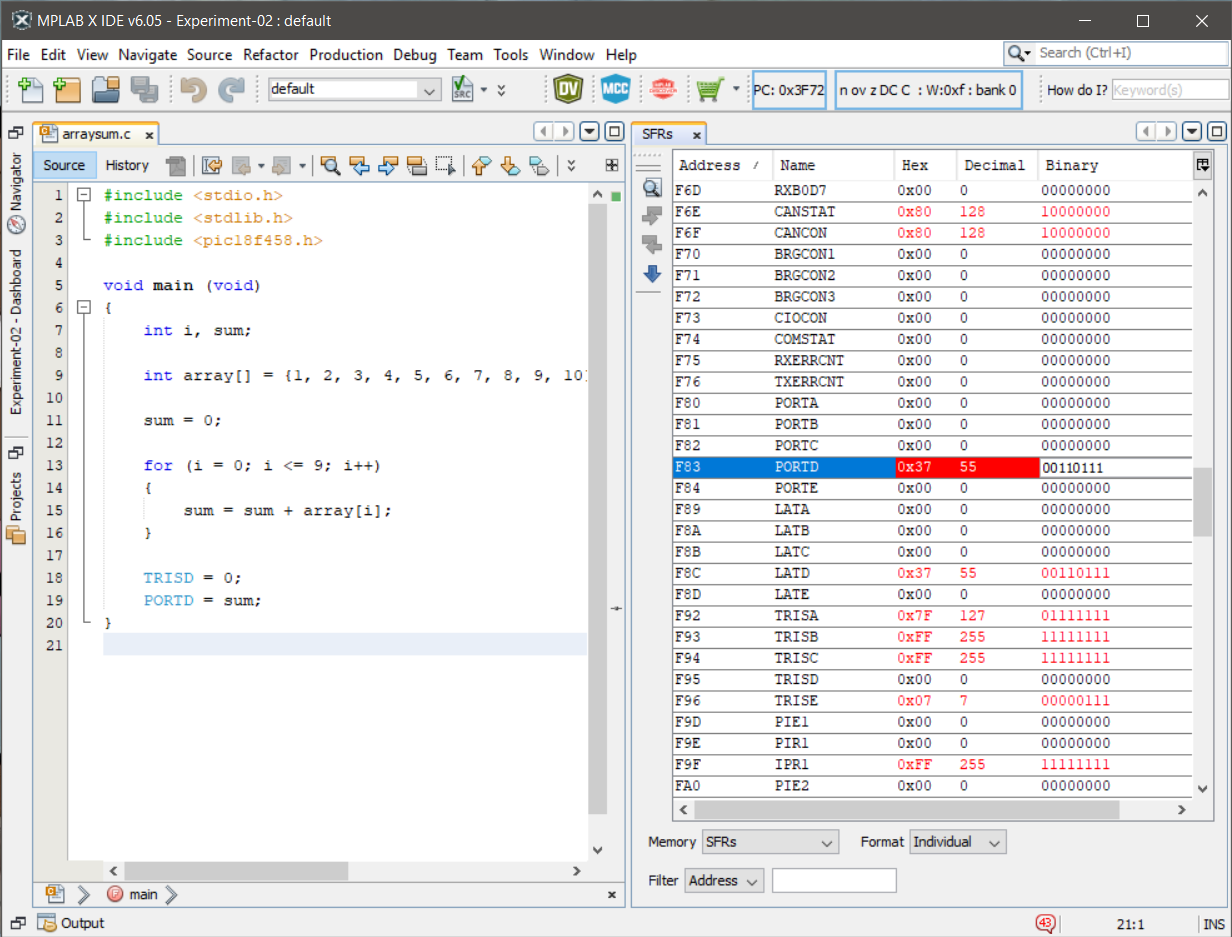 MPLAB X IDE v6.05 - Experiment-02 : default
File Edit View Navigate Source Refactor Production Debug Team Tools Window Help
Search (Ctrl+I)
default
SRC
DV
MCC
PC: 0x3F72
n ov z DC C : W:0xf : bank 0
How do I?
Keyword(s)
Navigator
Experiment-02 - Dashboard
Projects
arraysum.c
Source History
1 #include <stdio.h>
2 #include <stdlib.h>
3 #include <pic18f458.h>
4
5 void main (void)
6 {
7 int i, sum;
8
9 int array[] = {1, 2, 3, 4, 5, 6, 7, 8, 9, 10
10
11 sum = 0;
12
13 for (i = 0; i <= 9; i++)
14 {
15 sum = sum + array[i];
16 }
17
18 TRISD = 0;
19 PORTD = sum;
20 }
21
main
SFRs
Address / Name Hex Decimal Binary
F6D RXB0D7 0x00 0 00000000
F6E CANSTAT 0x80 128 10000000
F6F CANCON 0x80 128 10000000
F70 BRGCON1 0x00 0 00000000
F71 BRGCON2 0x00 0 00000000
F72 BRGCON3 0x00 0 00000000
F73 CIOCON 0x00 0 00000000
F74 COMSTAT 0x00 0 00000000
F75 RXERRCNT 0x00 0 00000000
F76 TXERRCNT 0x00 0 00000000
F80 PORTA 0x00 0 00000000
F81 PORTB 0x00 0 00000000
F82 PORTC 0x00 0 00000000
F83 PORTD 0x37 55 00110111
F84 PORTE 0x00 0 00000000
F89 LATA 0x00 0 00000000
F8A LATB 0x00 0 00000000
F8B LATC 0x00 0 00000000
F8C LATD 0x37 55 00110111
F8D LATE 0x00 0 00000000
F92 TRISA 0x7F 127 01111111
F93 TRISB 0xFF 255 11111111
F94 TRISC 0xFF 255 11111111
F95 TRISD 0x00 0 00000000
F96 TRISE 0x07 7 00000111
F9D PIE1 0x00 0 00000000
F9E PIR1 0x00 0 00000000
F9F IPR1 0xFF 255 11111111
FA0 PIE2 0x00 0 00000000
Memory SFRs Format Individual
Filter Address
Output
43
21:1
INS